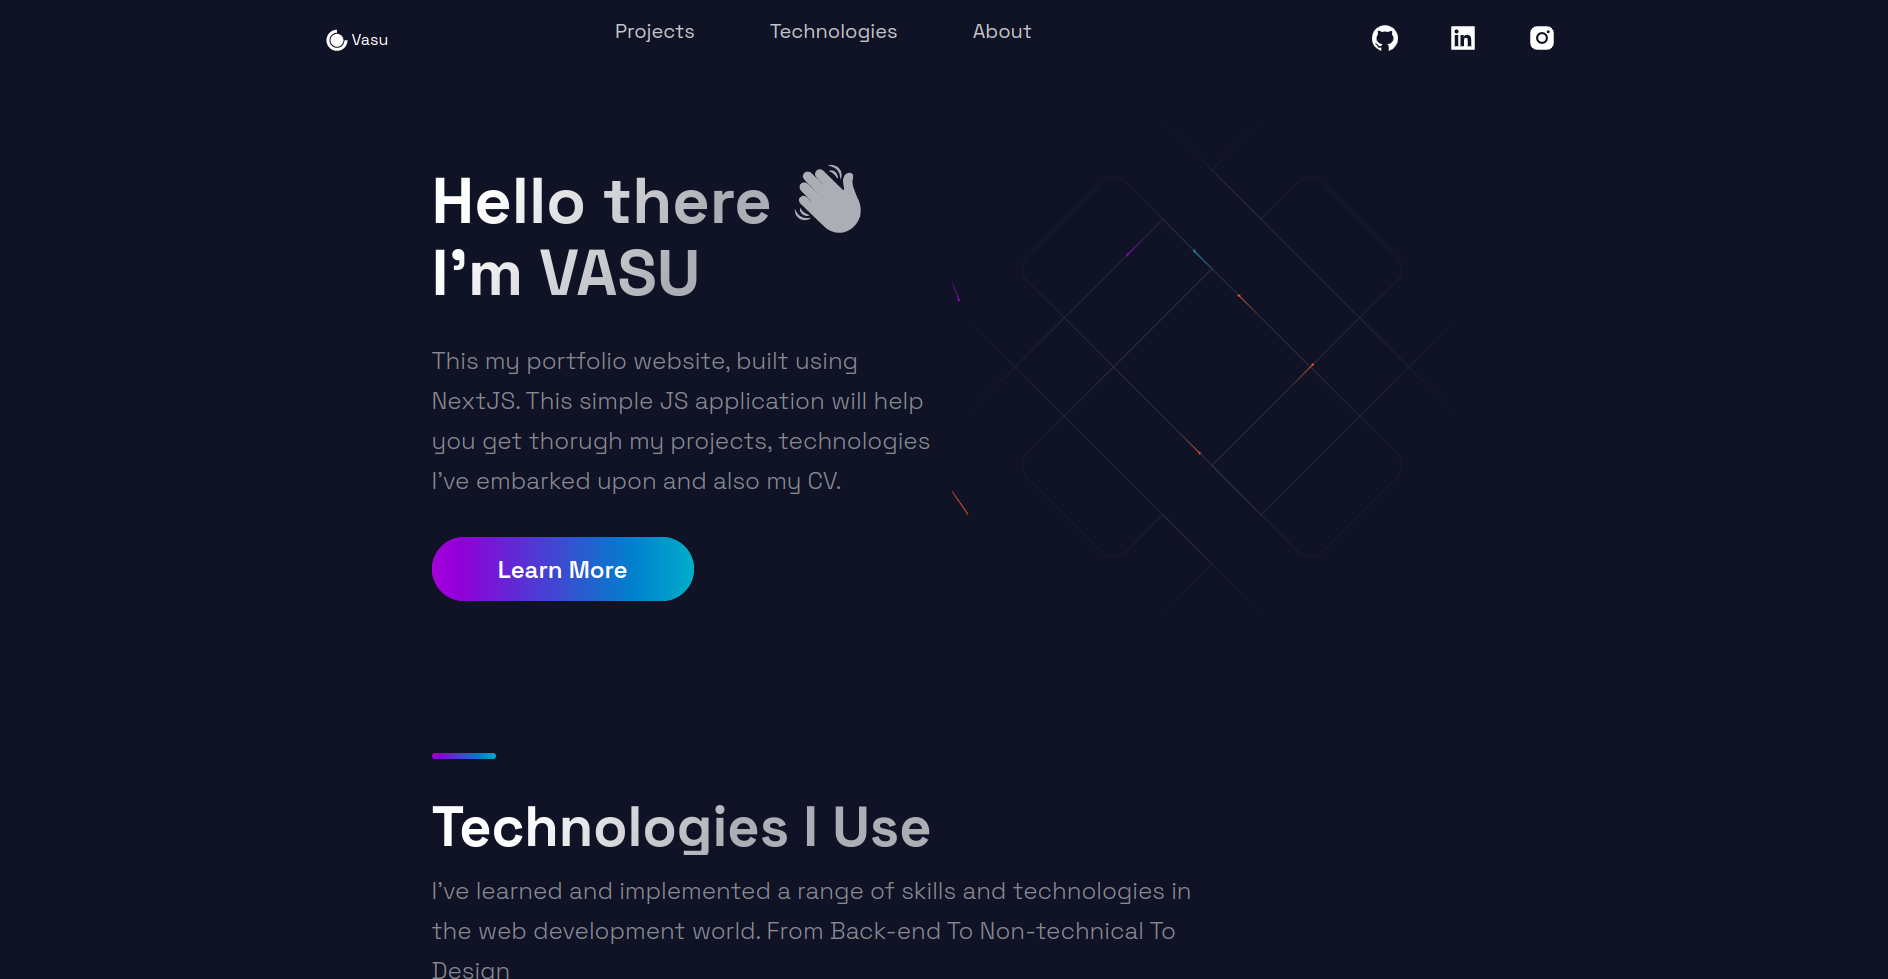 Vasu
Projects
Technologies
About
Hello there 👋
I'm VASU
This my portfolio website, built using
NextJS. This simple JS application will help
you get thorugh my projects, technologies
I've embarked upon and also my CV.
Learn More
Technologies I Use
I've learned and implemented a range of skills and technologies in
the web development world. From Back-end To Non-technical To
Design